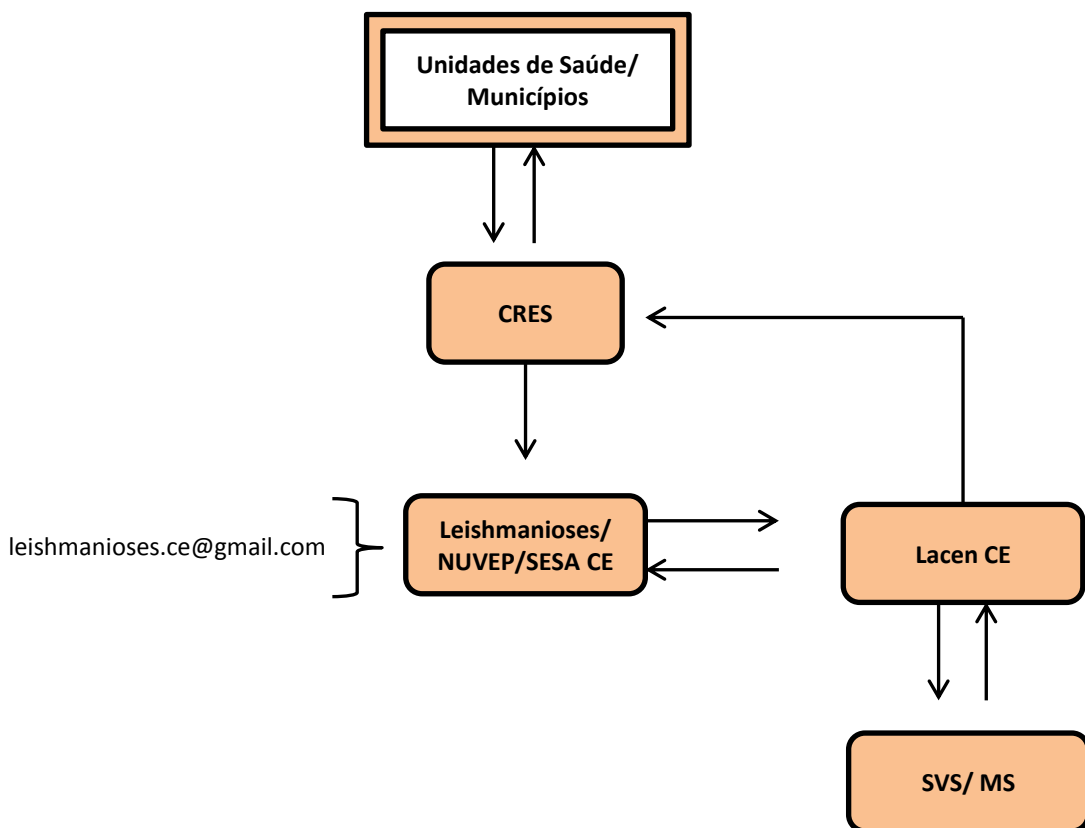 Unidades de Saúde/
Municípios
CRES
leishmanioses.ce@gmail.com
Leishmanioses/
NUVEP/SESA CE
Lacen CE
SVS/ MS